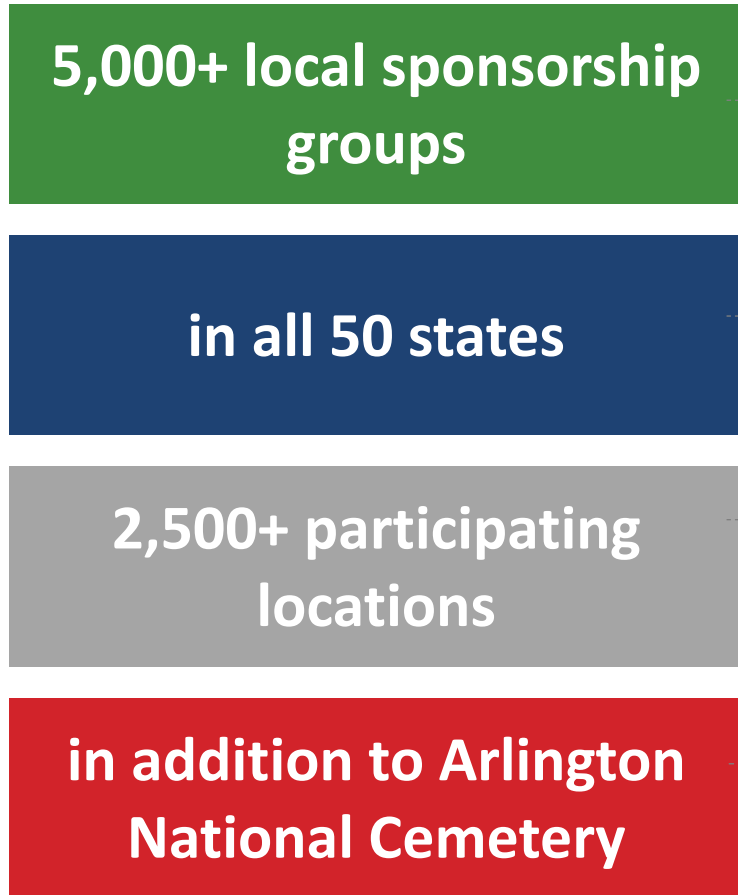 5,000+ local sponsorship
groups
in all 50 states
2,500+ participating
locations
in addition to Arlington
National Cemetery